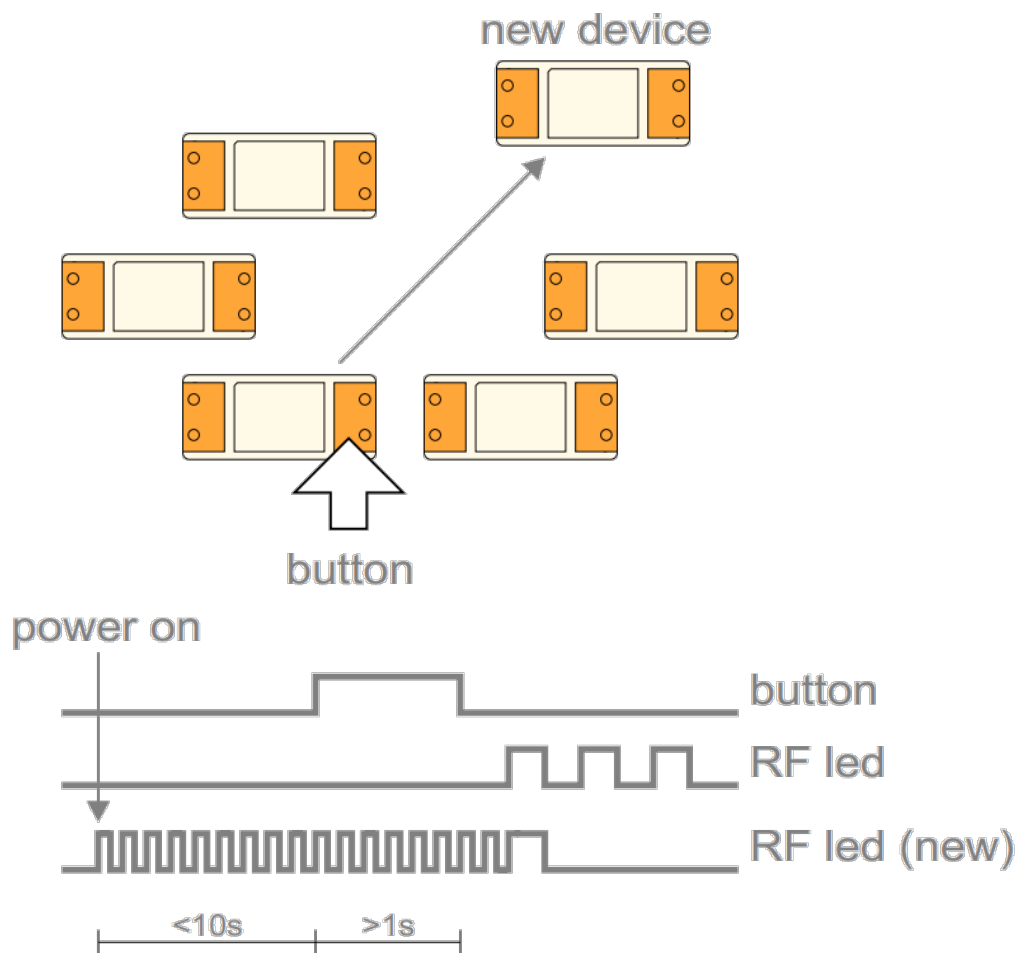 new device
button
power on
button
RF led
RF led (new)
<10s
>1s